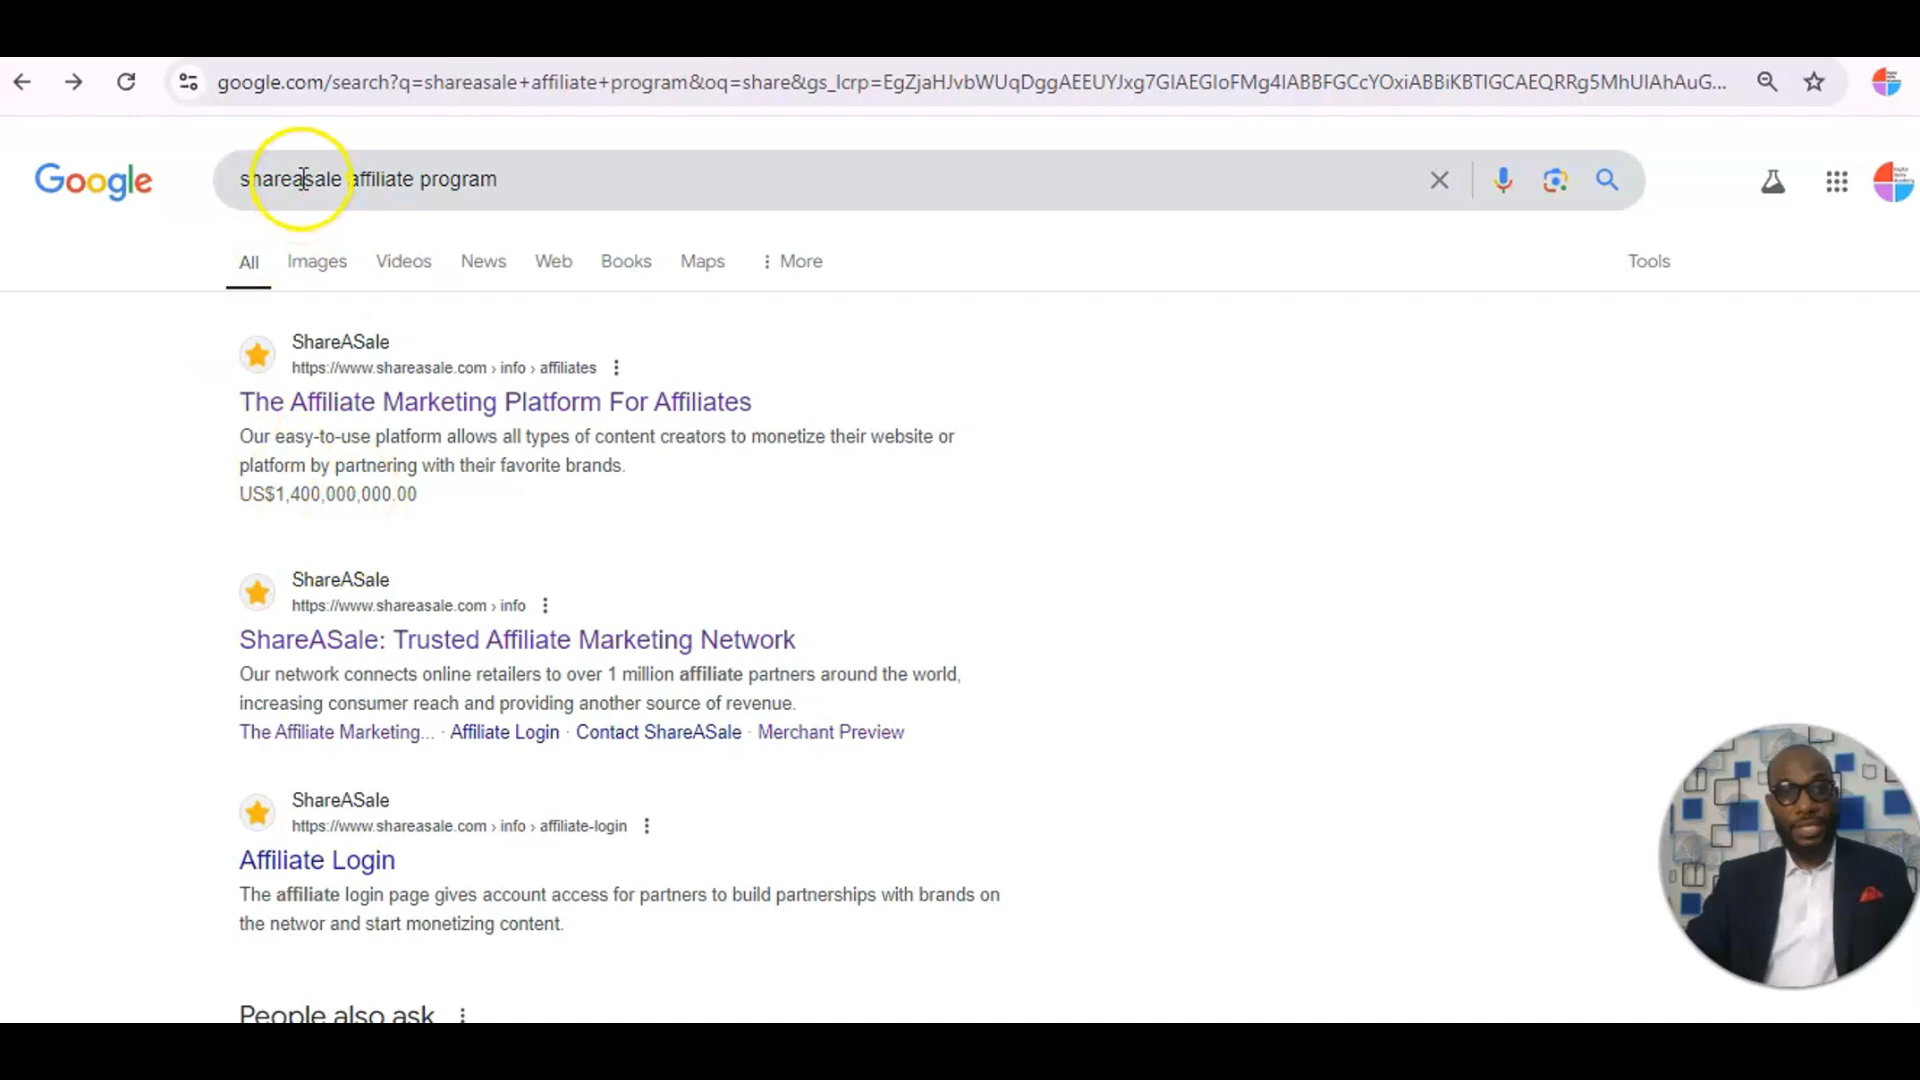 google.com/search?q=shareasale+affiliate+program&oq=share&gs_lcrp=EgZjaHJvbWUqDggAEEUYJxg7GIAEGIoFMg4IABBFGCcYOxiABBiKBTIGCAEQRRg5MhUIAhAuG...
Google
shareasale affiliate program
All Images Videos News Web Books Maps More Tools
ShareASale
https://www.shareasale.com › info › affiliates
The Affiliate Marketing Platform For Affiliates
Our easy-to-use platform allows all types of content creators to monetize their website or
platform by partnering with their favorite brands.
US$1,400,000,000.00
ShareASale
https://www.shareasale.com › info
ShareASale: Trusted Affiliate Marketing Network
Our network connects online retailers to over 1 million affiliate partners around the world,
increasing consumer reach and providing another source of revenue.
The Affiliate Marketing... · Affiliate Login · Contact ShareASale · Merchant Preview
ShareASale
https://www.shareasale.com › info › affiliate-login
Affiliate Login
The affiliate login page gives account access for partners to build partnerships with brands on
the networ and start monetizing content.
People also ask